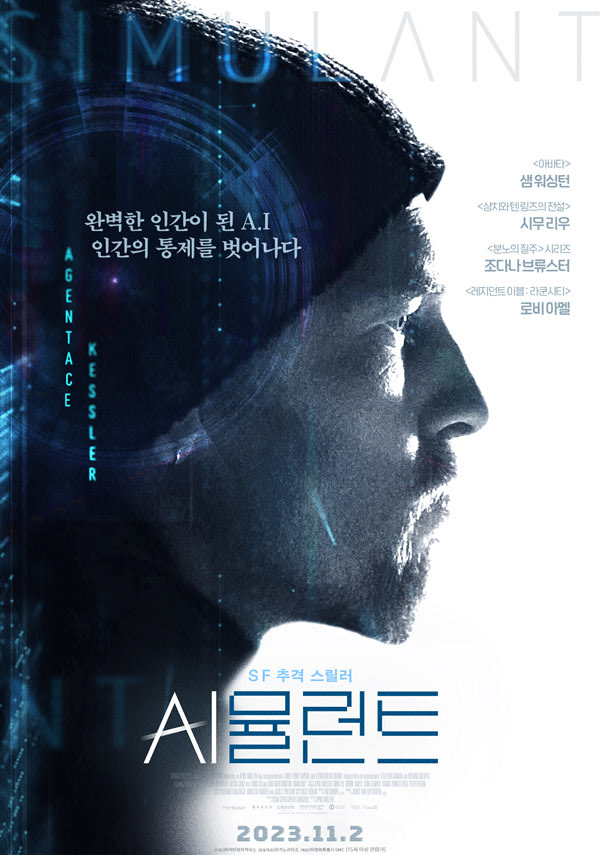 SIMULANT
<아바타>
샘 워싱턴
<샹치와 텐 링즈의 전설>
시무 리우
<분노의 질주> 시리즈
조다나 브류스터
<레지던트 이블 : 라쿤시티>
로비 아멜
완벽한 인간이 된 A.I
인간의 통제를 벗어나다
AGENTACE
KESSLER
NT
SF 추격 스릴러
AI뮬런트
2023.11.2